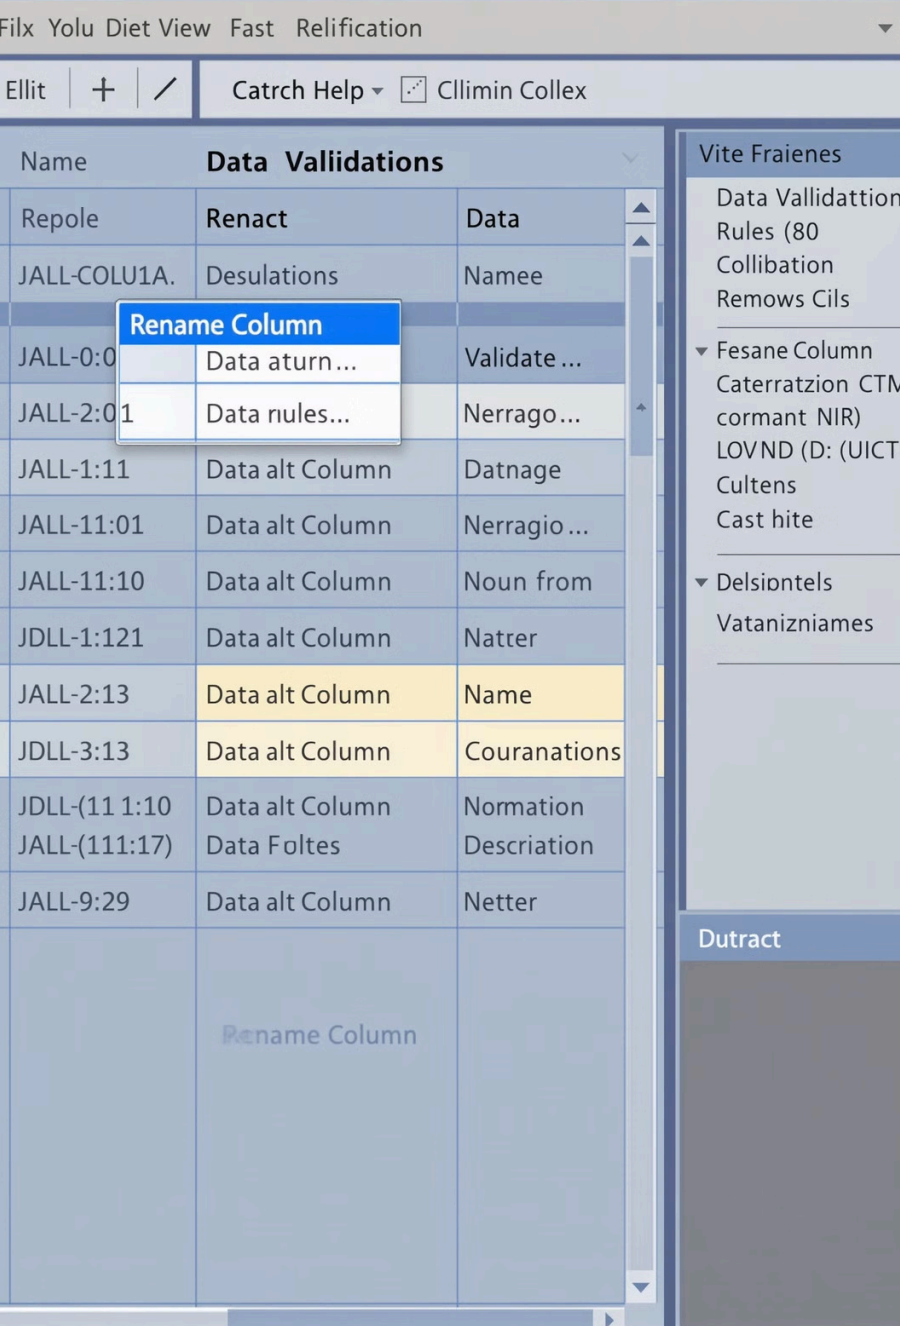 Filx Yolu Diet View Fast Relification
Ellit Catrch Help Cllimin Collex
Name Data Valliidations
Repole Renact Data
JALL-COLU1A. Desulations Namee
Rename Column
JALL-0:0 Data aturn... Validate...
JALL-2:01 Data nules... Nerrago...
JALL-1:11 Data alt Column Datnage
JALL-11:01 Data alt Column Nerragio...
JALL-11:10 Data alt Column Noun from
JDLL-1:121 Data alt Column Natter
JALL-2:13 Data alt Column Name
JDLL-3:13 Data alt Column Couranations
JDLL-(11 1:10 Data alt Column Normation
JALL-(111:17) Data Foltes Descriation
JALL-9:29 Data alt Column Netter
Rename Column
Vite Fraienes
Data Vallidattion
Rules (80
Collibation
Remows Cils
Fesane Column
Caterratzion CTM
cormant NIR)
LOVND (D: (UICT
Cultens
Cast hite
Delsiontels
Vatanizniames
Dutract